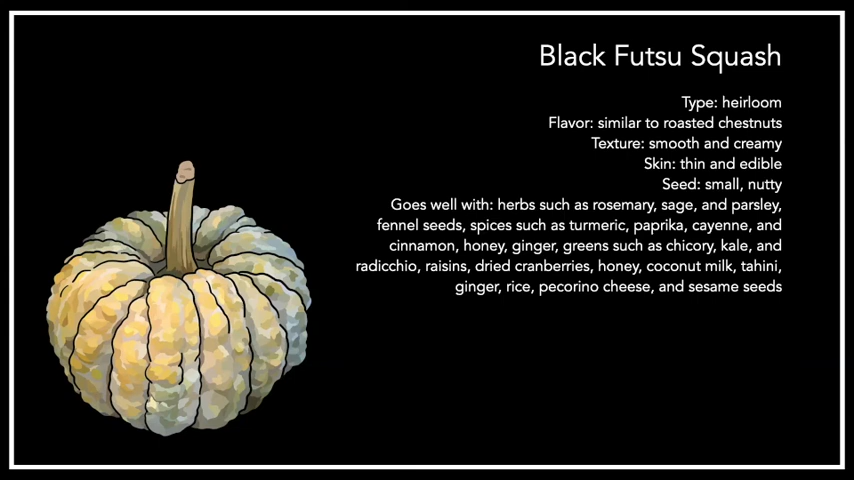 Black Futsu Squash
Type: heirloom
Flavor: similar to roasted chestnuts
Texture: smooth and creamy
Skin: thin and edible
Seed: small, nutty
Goes well with: herbs such as rosemary, sage, and parsley,
fennel seeds, spices such as turmeric, paprika, cayenne, and
cinnamon, honey, ginger, greens such as chicory, kale, and
radicchio, raisins, dried cranberries, honey, coconut milk, tahini,
ginger, rice, pecorino cheese, and sesame seeds